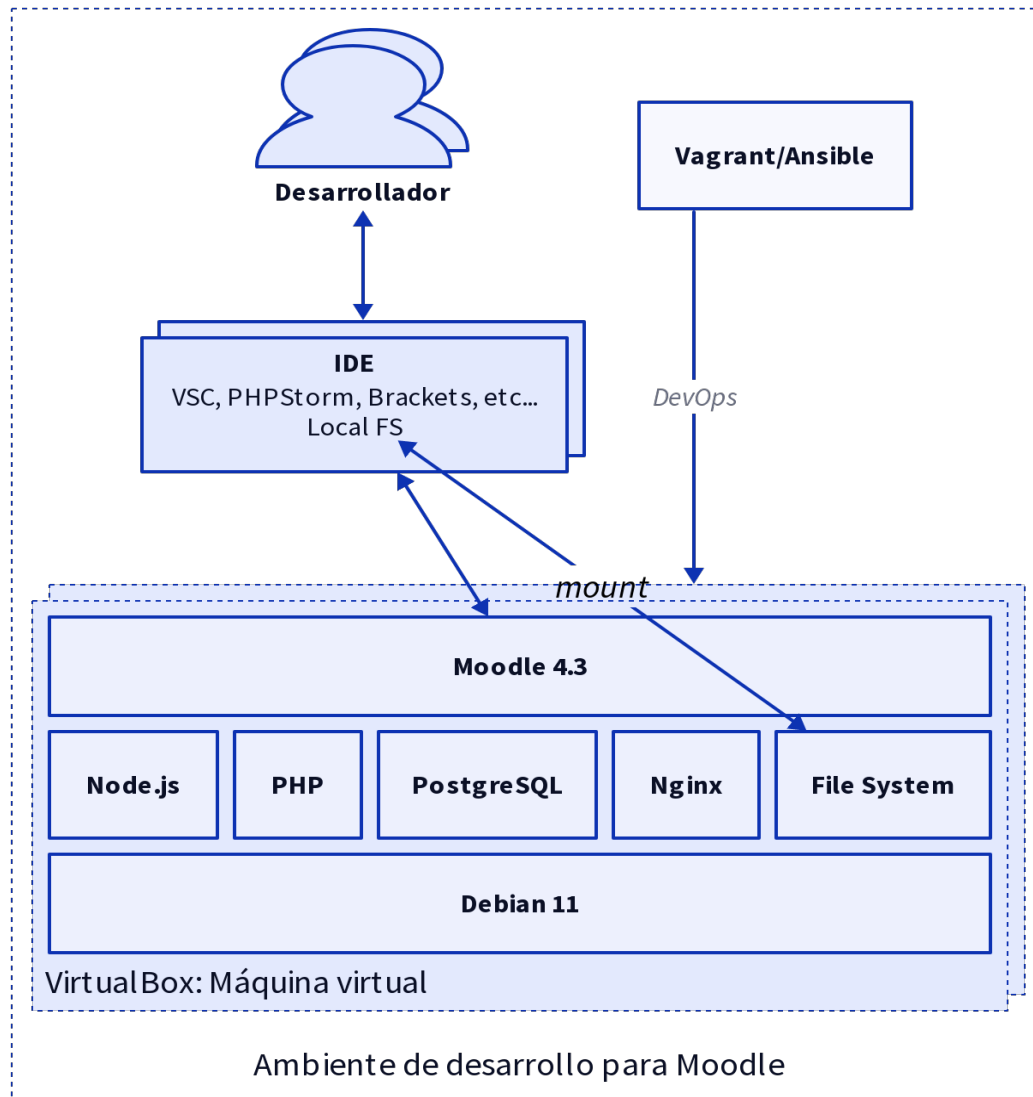 Desarrollador
Vagrant/Ansible
IDE
VSC, PHPStorm, Brackets, etc...
Local FS
DevOps
mount
Moodle 4.3
Node.js
PHP
PostgreSQL
Nginx
File System
Debian 11
VirtualBox: Máquina virtual
Ambiente de desarrollo para Moodle